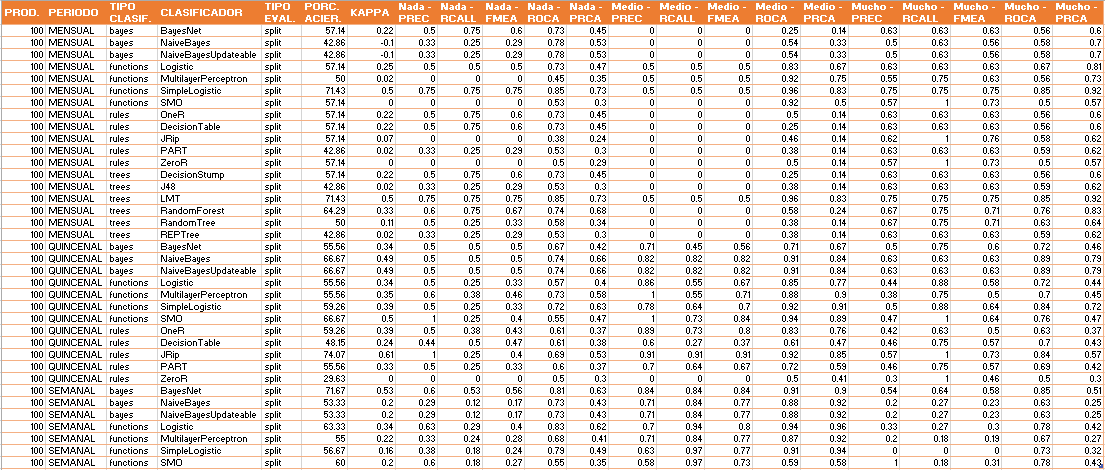 PROD. PERIODO TIPO CLASIF. CLASIFICADOR TIPO EVAL. PORC. ACIER. KAPPA Nada - PREC Nada - RCALL Nada - FMEA Nada - ROCA Nada - PRCA Medio - PREC Medio - RCALL Medio - FMEA Medio - ROCA Medio - PRCA Mucho - PREC Mucho - RCALL Mucho - FMEA Mucho - ROCA Mucho - PRCA
100 MENSUAL bayes BayesNet split 57.14 0.22 0.5 0.75 0.6 0.73 0.45 0 0 0 0.25 0.14 0.63 0.63 0.63 0.56 0.6
100 MENSUAL bayes NaiveBayes split 42.86 -0.1 0.33 0.25 0.29 0.78 0.53 0 0 0 0.54 0.33 0.5 0.63 0.56 0.58 0.7
100 MENSUAL bayes NaiveBayesUpdateable split 42.86 -0.1 0.33 0.25 0.29 0.78 0.53 0 0 0 0.54 0.33 0.5 0.63 0.56 0.58 0.7
100 MENSUAL functions Logistic split 57.14 0.25 0.5 0.5 0.5 0.73 0.47 0.5 0.5 0.5 0.83 0.67 0.63 0.63 0.63 0.67 0.81
100 MENSUAL functions MultilayerPerceptron split 50 0.02 0 0 0 0.45 0.35 0.5 0.5 0.5 0.92 0.75 0.55 0.75 0.63 0.56 0.73
100 MENSUAL functions SimpleLogistic split 71.43 0.5 0.75 0.75 0.75 0.85 0.73 0.5 0.5 0.5 0.96 0.83 0.75 0.75 0.75 0.85 0.92
100 MENSUAL functions SMO split 57.14 0 0 0 0 0.53 0.3 0 0 0 0.92 0.5 0.57 1 0.73 0.5 0.57
100 MENSUAL rules OneR split 57.14 0.22 0.5 0.75 0.6 0.73 0.45 0 0 0 0.25 0.14 0.63 0.63 0.63 0.56 0.6
100 MENSUAL rules DecisionTable split 57.14 0.22 0.5 0.75 0.6 0.73 0.45 0 0 0 0.25 0.14 0.63 0.63 0.63 0.56 0.6
100 MENSUAL rules JRip split 57.14 0.07 0 0 0 0.38 0.24 0 0 0 0.46 0.14 0.62 1 0.76 0.58 0.62
100 MENSUAL rules PART split 42.86 0.02 0.33 0.25 0.29 0.53 0.3 0 0 0 0.38 0.14 0.63 0.63 0.63 0.59 0.62
100 MENSUAL rules ZeroR split 57.14 0 0 0 0 0.5 0.29 0 0 0 0.5 0.14 0.57 1 0.73 0.5 0.57
100 MENSUAL trees DecisionStump split 57.14 0.22 0.5 0.75 0.6 0.73 0.45 0 0 0 0.25 0.14 0.63 0.63 0.63 0.56 0.6
100 MENSUAL trees J48 split 42.86 0.02 0.33 0.25 0.29 0.53 0.3 0 0 0 0.38 0.14 0.63 0.63 0.63 0.59 0.62
100 MENSUAL trees LMT split 71.43 0.5 0.75 0.75 0.75 0.85 0.73 0.5 0.5 0.5 0.96 0.83 0.75 0.75 0.75 0.85 0.92
100 MENSUAL trees RandomForest split 64.29 0.33 0.6 0.75 0.67 0.74 0.68 0 0 0 0.58 0.24 0.67 0.75 0.71 0.76 0.83
100 MENSUAL trees RandomTree split 50 0.1 0.5 0.25 0.33 0.58 0.34 0 0 0 0.38 0.14 0.67 0.75 0.71 0.63 0.64
100 MENSUAL trees REPTree split 42.86 0.02 0.33 0.25 0.29 0.53 0.3 0 0 0 0.38 0.14 0.63 0.63 0.63 0.59 0.62
100 QUINCENAL bayes BayesNet split 55.56 0.34 0.5 0.5 0.5 0.67 0.42 0.71 0.45 0.56 0.71 0.67 0.5 0.75 0.6 0.72 0.46
100 QUINCENAL bayes NaiveBayes split 66.67 0.49 0.5 0.5 0.5 0.74 0.66 0.82 0.82 0.82 0.91 0.84 0.63 0.63 0.63 0.89 0.79
100 QUINCENAL bayes NaiveBayesUpdateable split 66.67 0.49 0.5 0.5 0.5 0.74 0.66 0.82 0.82 0.82 0.91 0.84 0.63 0.63 0.63 0.89 0.79
100 QUINCENAL functions Logistic split 55.56 0.34 0.5 0.25 0.33 0.57 0.4 0.86 0.55 0.67 0.85 0.77 0.44 0.88 0.58 0.72 0.44
100 QUINCENAL functions MultilayerPerceptron split 55.56 0.35 0.6 0.38 0.46 0.73 0.58 1 0.55 0.71 0.88 0.9 0.38 0.75 0.5 0.7 0.45
100 QUINCENAL functions SimpleLogistic split 59.26 0.39 0.5 0.25 0.33 0.72 0.63 0.78 0.64 0.7 0.92 0.91 0.5 0.88 0.64 0.84 0.72
100 QUINCENAL functions SMO split 66.67 0.5 1 0.25 0.4 0.55 0.47 1 0.73 0.84 0.94 0.89 0.47 1 0.64 0.76 0.47
100 QUINCENAL rules OneR split 59.26 0.39 0.5 0.38 0.43 0.61 0.37 0.89 0.73 0.8 0.83 0.76 0.42 0.63 0.5 0.63 0.37
100 QUINCENAL rules DecisionTable split 48.15 0.24 0.44 0.5 0.47 0.61 0.38 0.6 0.27 0.37 0.61 0.47 0.46 0.75 0.57 0.7 0.43
100 QUINCENAL rules JRip split 74.07 0.61 1 0.25 0.4 0.69 0.53 0.91 0.91 0.91 0.92 0.85 0.57 1 0.73 0.84 0.57
100 QUINCENAL rules PART split 55.56 0.33 0.5 0.25 0.33 0.6 0.37 0.7 0.64 0.67 0.72 0.59 0.46 0.75 0.57 0.69 0.42
100 QUINCENAL rules ZeroR split 29.63 0 0 0 0 0.5 0.3 0 0 0 0.5 0.41 0.3 1 0.46 0.5 0.3
100 SEMANAL bayes BayesNet split 71.67 0.53 0.6 0.53 0.56 0.81 0.63 0.84 0.84 0.84 0.91 0.9 0.54 0.64 0.58 0.85 0.51
100 SEMANAL bayes NaiveBayes split 53.33 0.2 0.29 0.12 0.17 0.73 0.43 0.71 0.84 0.77 0.88 0.92 0.2 0.27 0.23 0.63 0.25
100 SEMANAL bayes NaiveBayesUpdateable split 53.33 0.2 0.29 0.12 0.17 0.73 0.43 0.71 0.84 0.77 0.88 0.92 0.2 0.27 0.23 0.63 0.25
100 SEMANAL functions Logistic split 63.33 0.34 0.63 0.29 0.4 0.83 0.62 0.7 0.94 0.8 0.94 0.96 0.33 0.27 0.3 0.78 0.42
100 SEMANAL functions MultilayerPerceptron split 55 0.22 0.33 0.24 0.28 0.68 0.41 0.71 0.84 0.77 0.87 0.92 0.2 0.18 0.19 0.67 0.27
100 SEMANAL functions SimpleLogistic split 56.67 0.16 0.38 0.18 0.24 0.79 0.49 0.63 0.97 0.77 0.91 0.94 0 0 0 0.73 0.32
100 SEMANAL functions SMO split 60 0.2 0.6 0.18 0.27 0.55 0.35 0.58 0.97 0.73 0.59 0.58 1 0.18 0.31 0.78 0.43